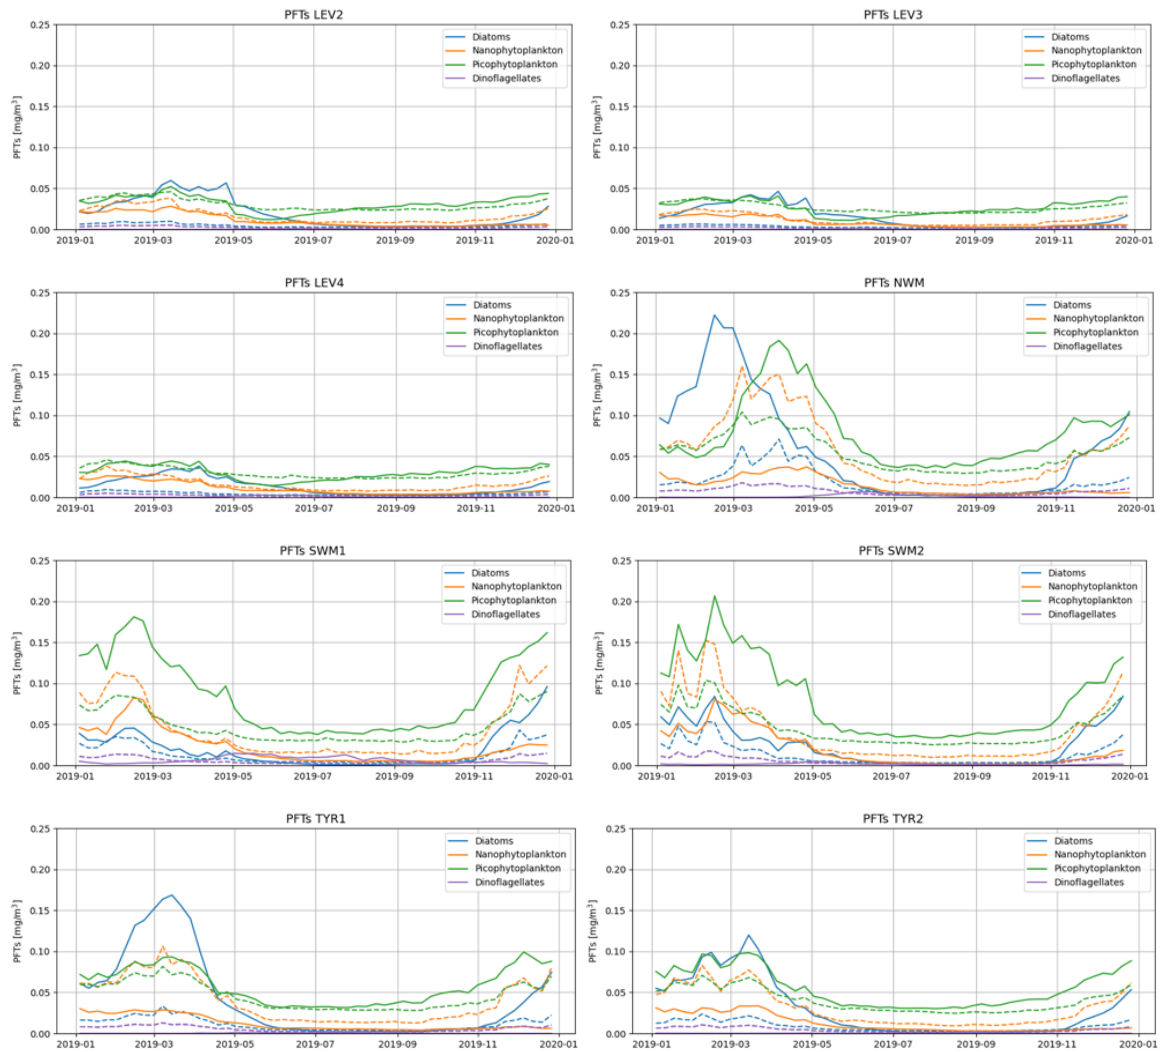 PFTs LEV2
PFTs [mg/m³]
0.25
0.20
0.15
0.10
0.05
0.00
2019-01 2019-03 2019-05 2019-07 2019-09 2019-11 2020-01
Diatoms
Nanophytoplankton
Picophytoplankton
Dinoflagellates
PFTs LEV3
PFTs [mg/m³]
0.25
0.20
0.15
0.10
0.05
0.00
2019-01 2019-03 2019-05 2019-07 2019-09 2019-11 2020-01
Diatoms
Nanophytoplankton
Picophytoplankton
Dinoflagellates
PFTs LEV4
PFTs [mg/m³]
0.25
0.20
0.15
0.10
0.05
0.00
2019-01 2019-03 2019-05 2019-07 2019-09 2019-11 2020-01
Diatoms
Nanophytoplankton
Picophytoplankton
Dinoflagellates
PFTs NWM
PFTs [mg/m³]
0.25
0.20
0.15
0.10
0.05
0.00
2019-01 2019-03 2019-05 2019-07 2019-09 2019-11 2020-01
Diatoms
Nanophytoplankton
Picophytoplankton
Dinoflagellates
PFTs SWM1
PFTs [mg/m³]
0.25
0.20
0.15
0.10
0.05
0.00
2019-01 2019-03 2019-05 2019-07 2019-09 2019-11 2020-01
Diatoms
Nanophytoplankton
Picophytoplankton
Dinoflagellates
PFTs SWM2
PFTs [mg/m³]
0.25
0.20
0.15
0.10
0.05
0.00
2019-01 2019-03 2019-05 2019-07 2019-09 2019-11 2020-01
Diatoms
Nanophytoplankton
Picophytoplankton
Dinoflagellates
PFTs TYR1
PFTs [mg/m³]
0.25
0.20
0.15
0.10
0.05
0.00
2019-01 2019-03 2019-05 2019-07 2019-09 2019-11 2020-01
Diatoms
Nanophytoplankton
Picophytoplankton
Dinoflagellates
PFTs TYR2
PFTs [mg/m³]
0.25
0.20
0.15
0.10
0.05
0.00
2019-01 2019-03 2019-05 2019-07 2019-09 2019-11 2020-01
Diatoms
Nanophytoplankton
Picophytoplankton
Dinoflagellates